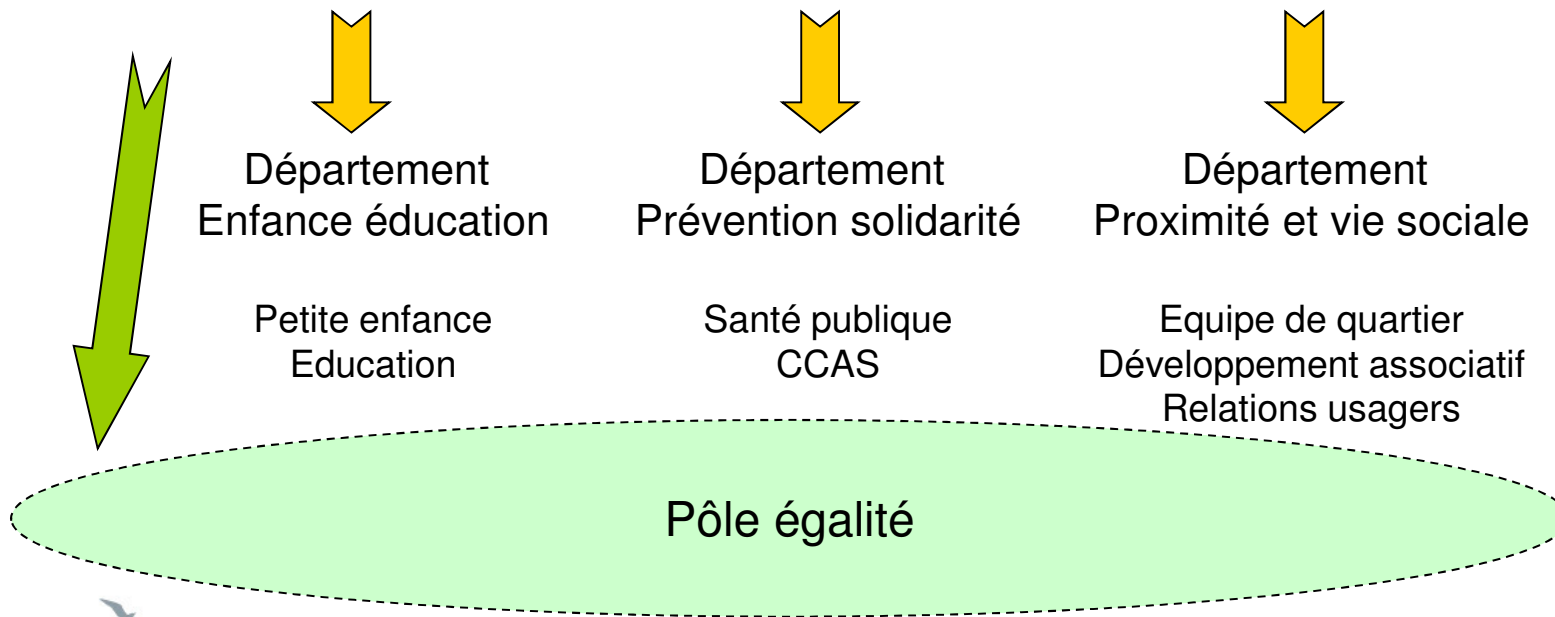 Département
Enfance éducation
Petite enfance
Education
Département
Prévention solidarité
Santé publique
CCAS
Département
Proximité et vie sociale
Equipe de quartier
Développement associatif
Relations usagers
Pôle égalité